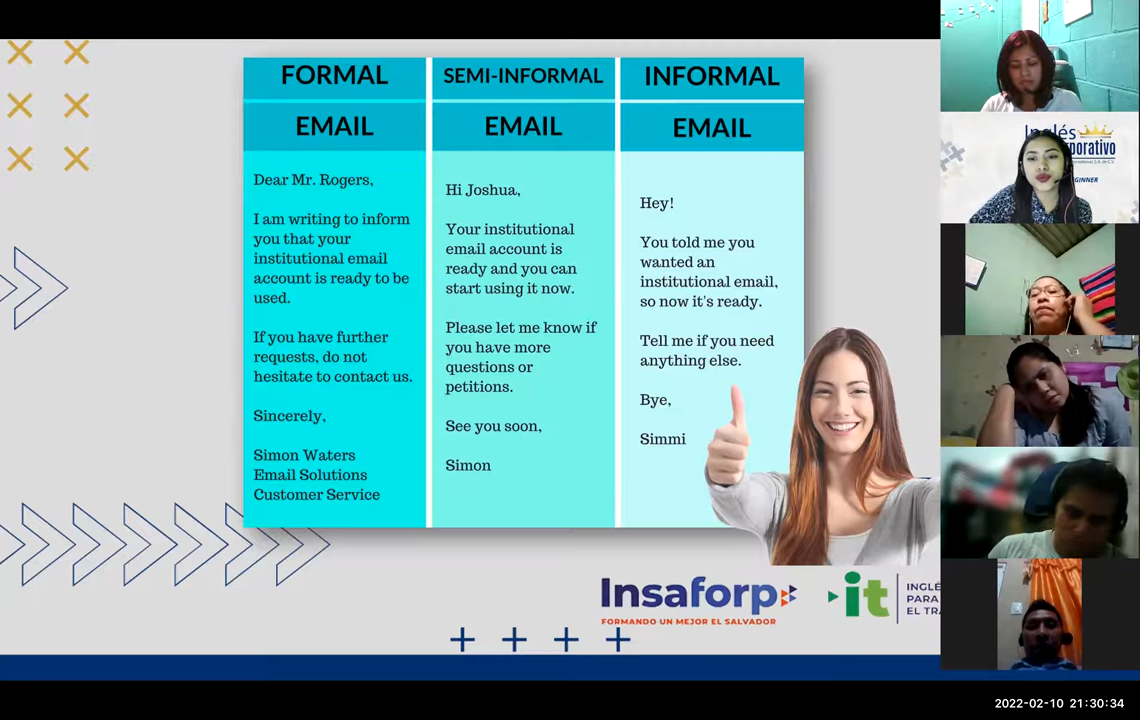 FORMAL
EMAIL
Dear Mr. Rogers,
I am writing to inform
you that your
institutional email
account is ready to be
used.
If you have further
requests, do not
hesitate to contact us.
Sincerely,
Simon Waters
Email Solutions
Customer Service
SEMI-INFORMAL
EMAIL
Hi Joshua,
Your institutional
email account is
ready and you can
start using it now.
Please let me know if
you have more
questions or
petitions.
See you soon,
Simon
INFORMAL
EMAIL
Hey!
You told me you
wanted an
institutional email,
so now it's ready.
Tell me if you need
anything else.
Bye,
Simmi
Insaforp
FORMANDO UN MEJOR EL SALVADOR
it
INGLÉ
PARA
EL TRA
Inglés
porativo
GINNER
2022-02-10 21:30:34